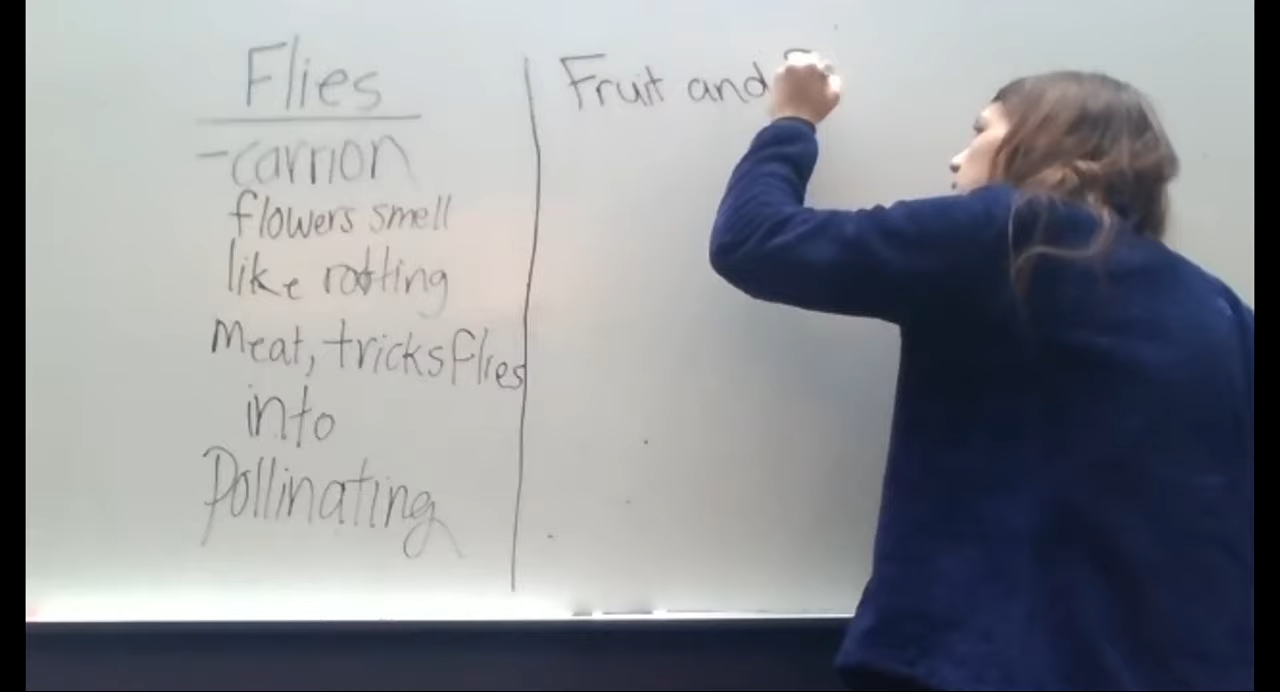 Flies
-carrion
flowers smell
like rotting
meat, tricks flies
into
Pollinating
Fruit and